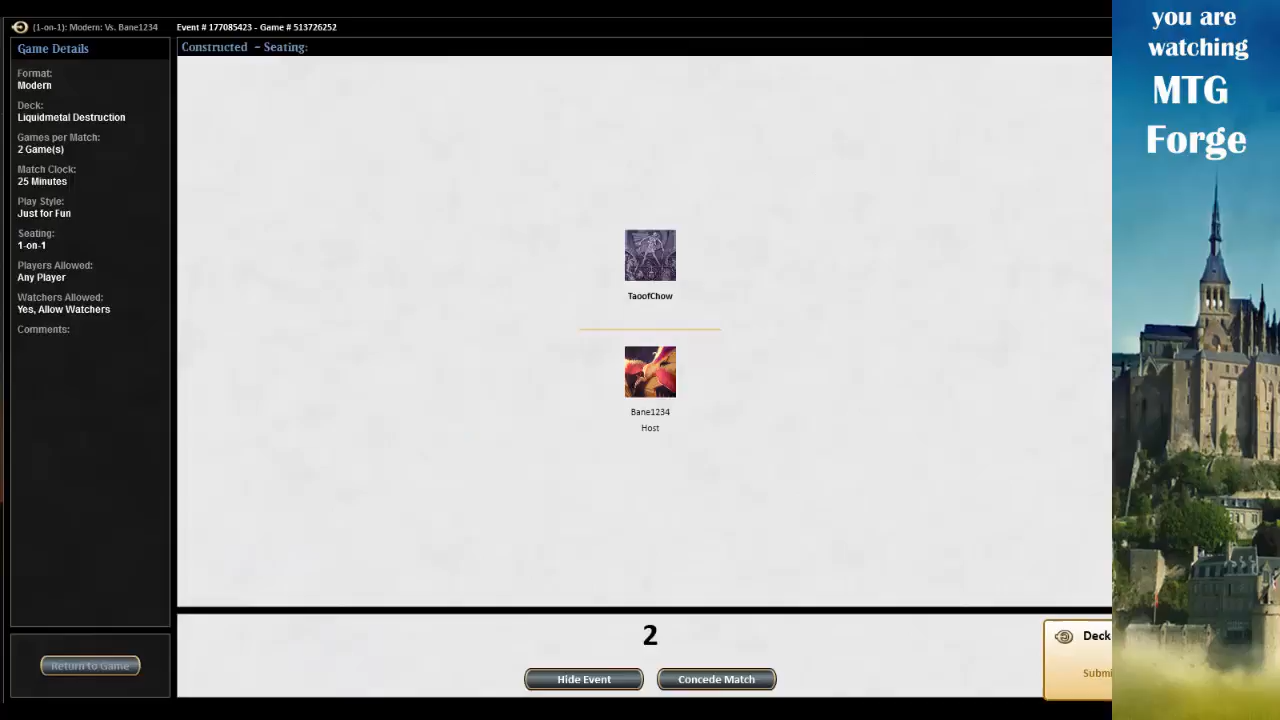 (1-on-1): Modern: Vs. Bane1234
Event # 177085423 - Game # 513726252
Game Details
Format:
Modern
Deck:
Liquidmetal Destruction
Games per Match:
2 Game(s)
Match Clock:
25 Minutes
Play Style:
Just for Fun
Seating:
1-on-1
Players Allowed:
Any Player
Watchers Allowed:
Yes, Allow Watchers
Comments:
Return to Game
Constructed - Seating:
TaoofChow
Bane1234
Host
2
Hide Event
Concede Match
Deck
Submi
you are
watching
MTG
Forge